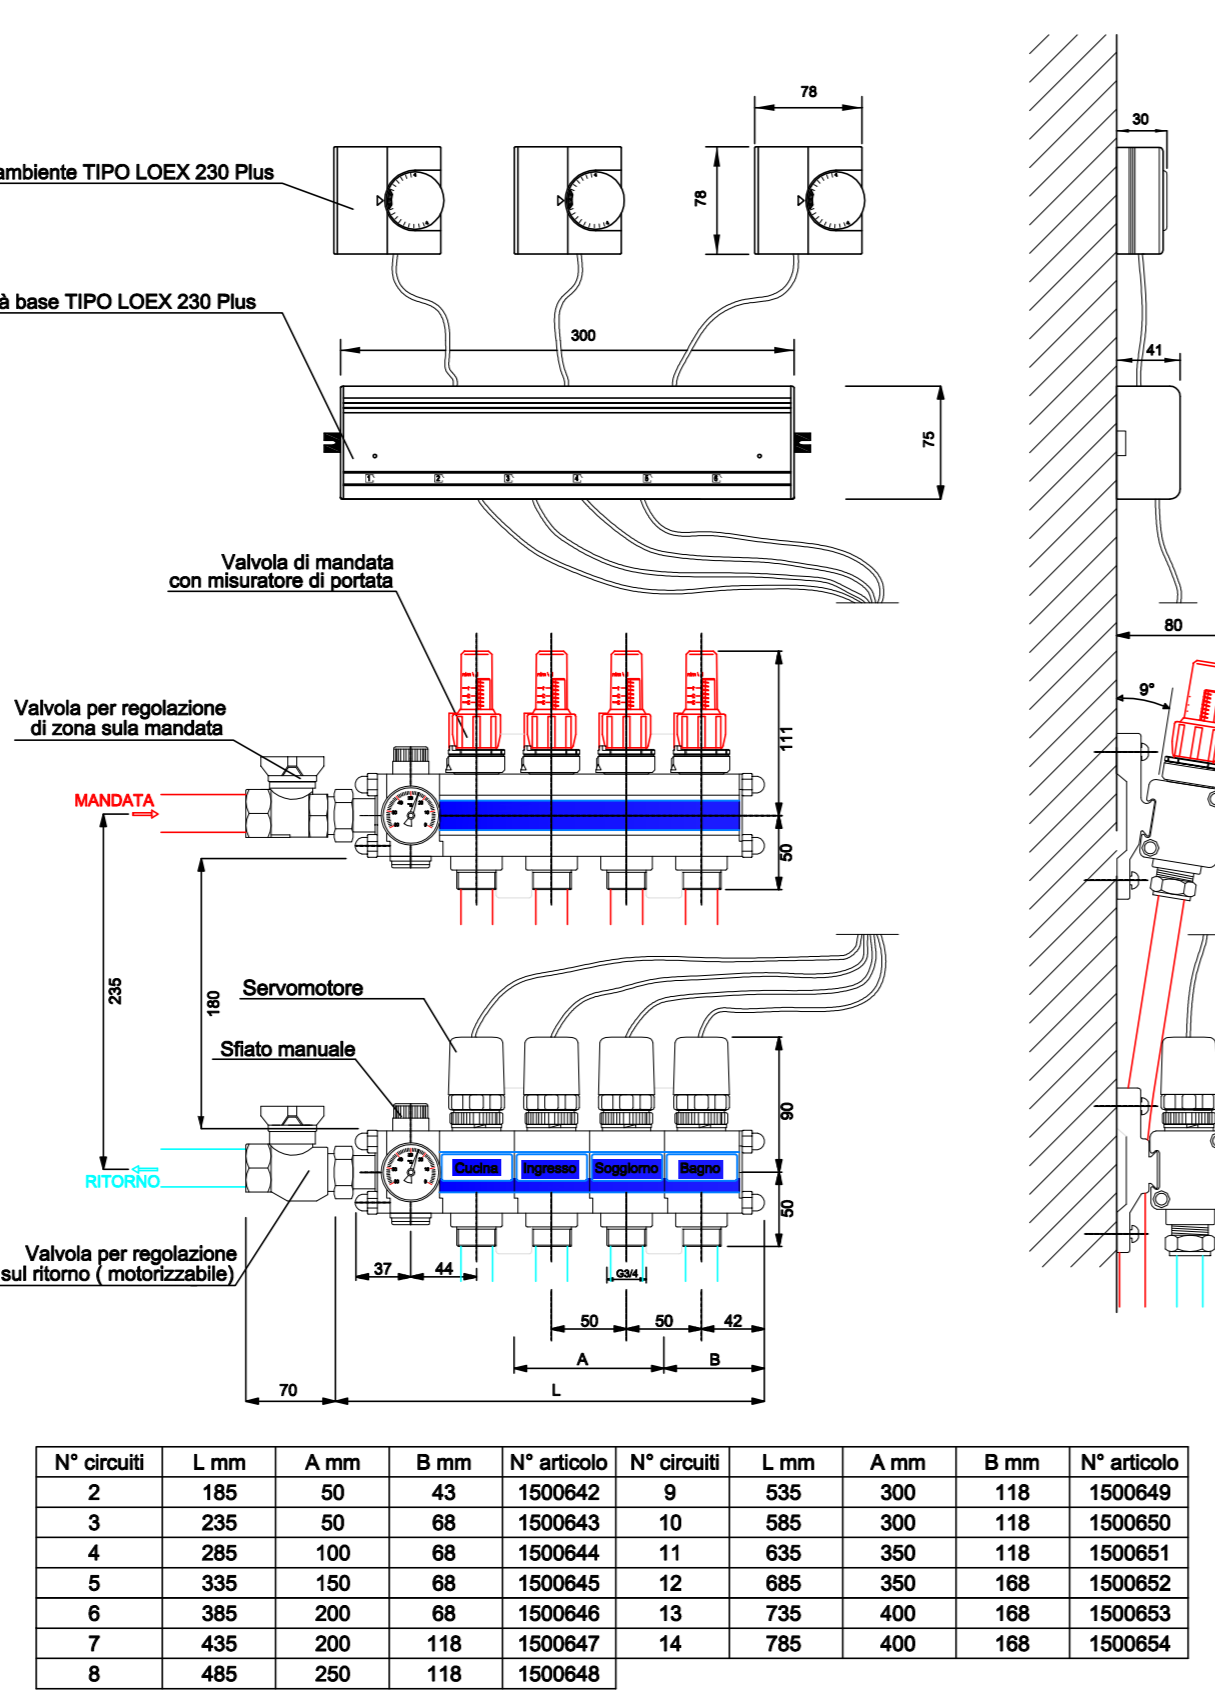 78
30
ambiente TIPO LOEX 230 Plus
78
à base TIPO LOEX 230 Plus
300
41
75
1 2 3 4 5 6
Valvola di mandata
con misuratore di portata
80
9°
Valvola per regolazione
di zona sula mandata
111
MANDATA
50
235
180
Servomotore
Sfiato manuale
90
Cucina Ingresso Soggiorno Bagno
RITORNO
50
Valvola per regolazione
sul ritorno ( motorizzabile)
37 44 G3/4
50 50 42
A B
70 L
N° circuiti L mm A mm B mm N° articolo N° circuiti L mm A mm B mm N° articolo
2 185 50 43 1500642 9 535 300 118 1500649
3 235 50 68 1500643 10 585 300 118 1500650
4 285 100 68 1500644 11 635 350 118 1500651
5 335 150 68 1500645 12 685 350 168 1500652
6 385 200 68 1500646 13 735 400 168 1500653
7 435 200 118 1500647 14 785 400 168 1500654
8 485 250 118 1500648